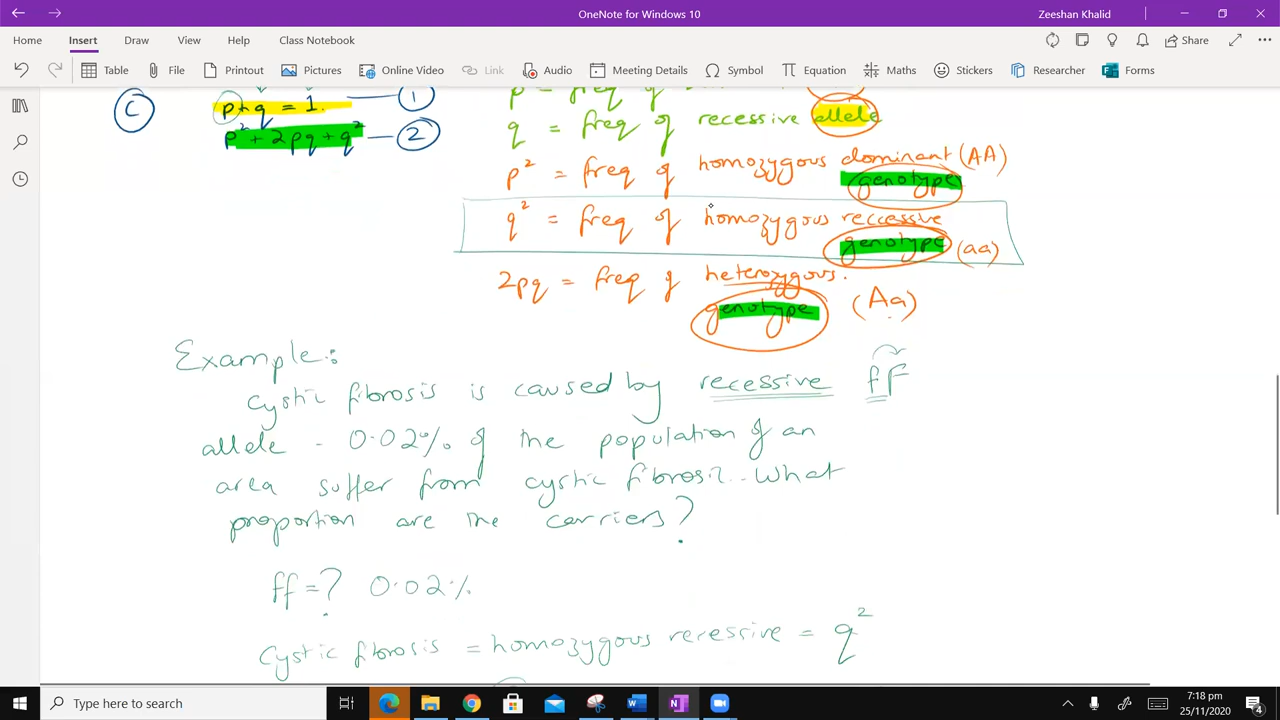 OneNote for Windows 10
Zeeshan Khalid
Home Insert Draw View Help Class Notebook
Share
Table File Printout Pictures Online Video Link Audio Meeting Details Symbol Equation Maths Stickers Researcher Forms
C
p+q = 1. 1
p² + 2pq + q² 2
p = freq of
q = freq of recessive allele
p² = freq of homozygous dominant (AA)
genotype
q² = freq of homozygous reccessive
genotype (aa)
2pq = freq of heterozygous.
genotype (Aa)
Example:
Cystic fibrosis is caused by recessive fF
allele - 0.02% of the population of an
area suffer from cystic fibrosis.. What
proportion are the carriers?
ff=? 0.02%
Cystic fibrosis = homozygous recessive = q²
Type here to search
7:18 pm
25/11/2020
4